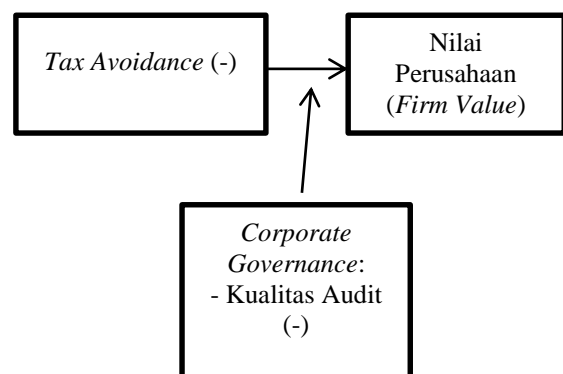 Tax Avoidance (-)
Nilai
Perusahaan
(Firm Value)
Corporate
Governance:
- Kualitas Audit
(-)